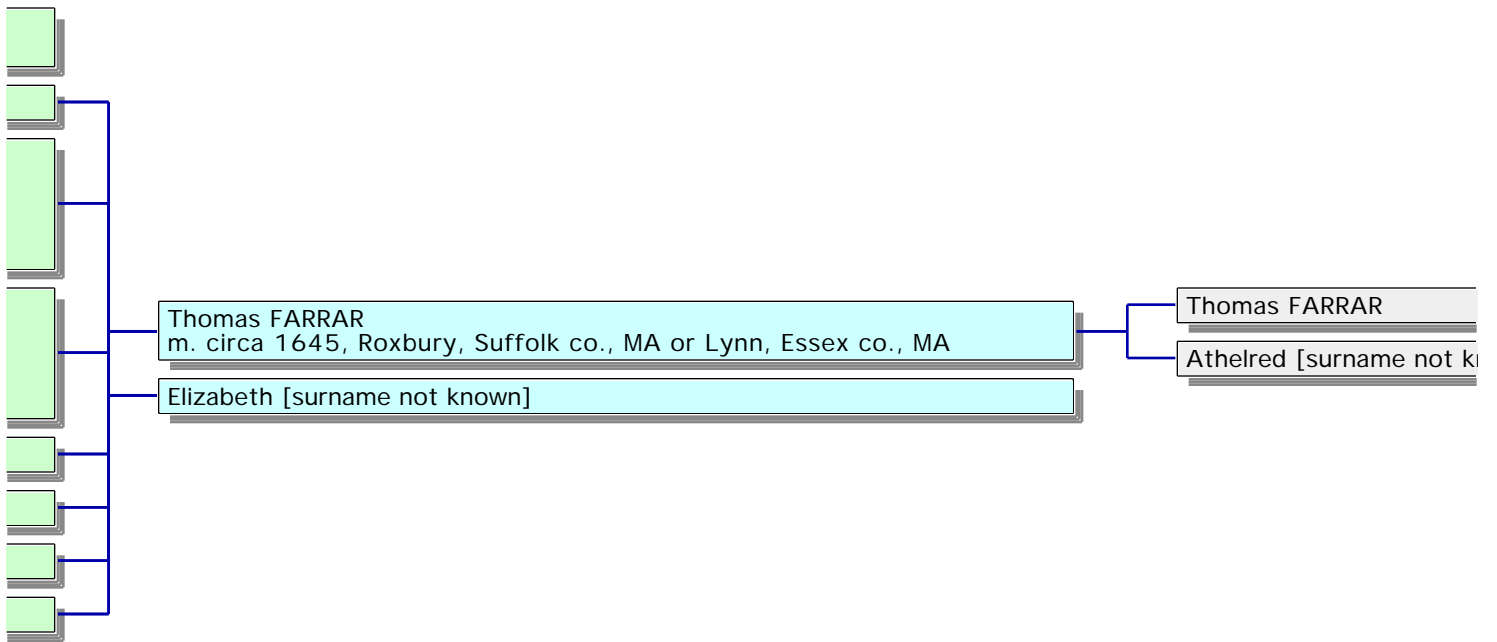 Thomas FARRAR
m. circa 1645, Roxbury, Suffolk co., MA or Lynn, Essex co., MA
Elizabeth [surname not known]
Thomas FARRAR
Athelred [surname not